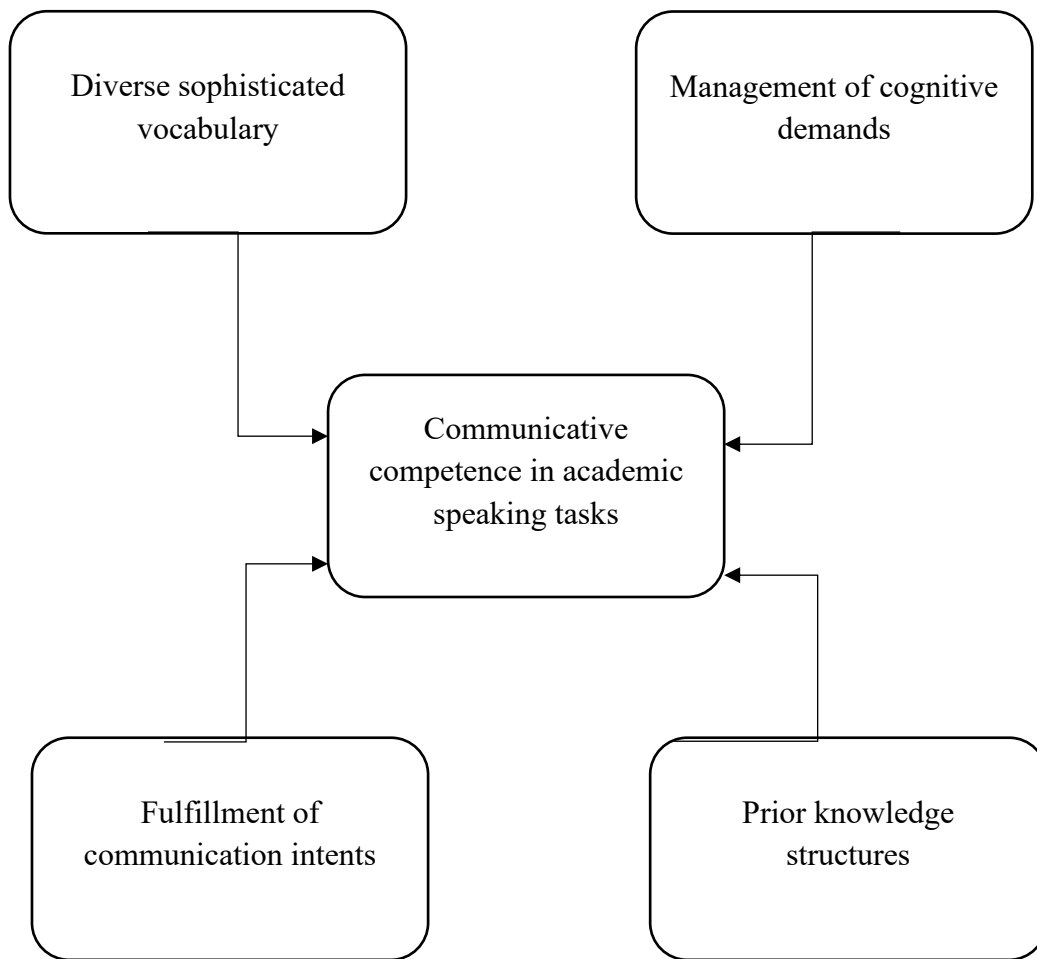 Diverse sophisticated
vocabulary
Management of cognitive
demands
Communicative
competence in academic
speaking tasks
Fulfillment of
communication intents
Prior knowledge
structures